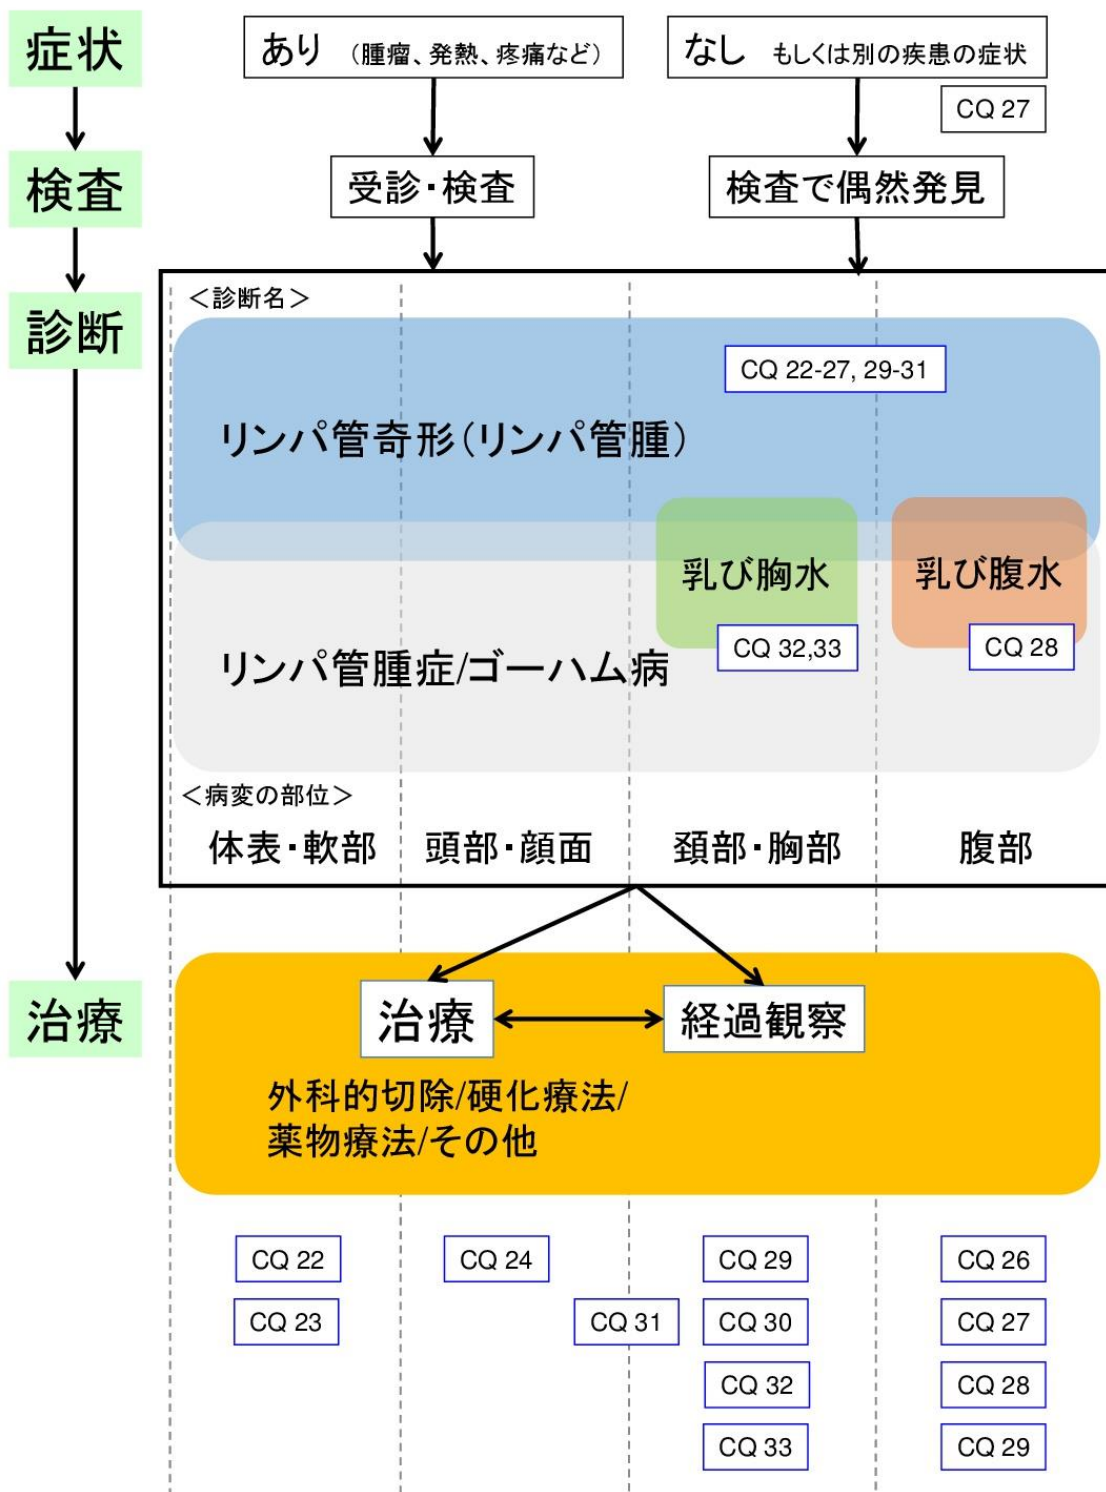 症状
あり （腫瘤、発熱、疼痛など）
なし もしくは別の疾患の症状
CQ 27
検査
受診・検査
検査で偶然発見
診断
＜診断名＞
CQ 22-27, 29-31
リンパ管奇形（リンパ管腫）
乳び胸水
乳び腹水
CQ 32,33
CQ 28
リンパ管腫症/ゴーハム病
＜病変の部位＞
体表・軟部
頭部・顔面
頚部・胸部
腹部
治療
治療
経過観察
外科的切除/硬化療法/
薬物療法/その他
CQ 22
CQ 24
CQ 29
CQ 26
CQ 23
CQ 31
CQ 30
CQ 27
CQ 32
CQ 28
CQ 33
CQ 29